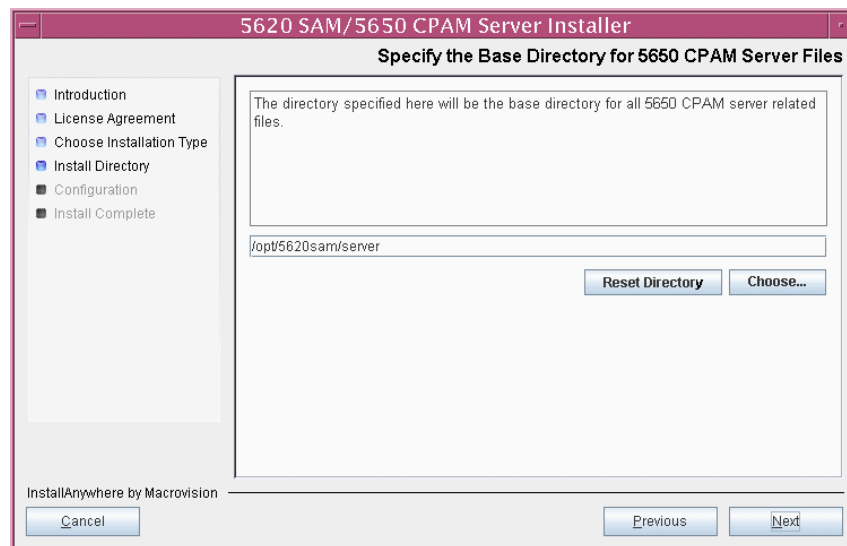 5620 SAM/5650 CPAM Server Installer
Specify the Base Directory for 5650 CPAM Server Files
Introduction
License Agreement
Choose Installation Type
Install Directory
Configuration
Install Complete
The directory specified here will be the base directory for all 5650 CPAM server related
files.
/opt/5620sam/server
Reset Directory
Choose...
InstallAnywhere by Macrovision
Cancel
Previous
Next